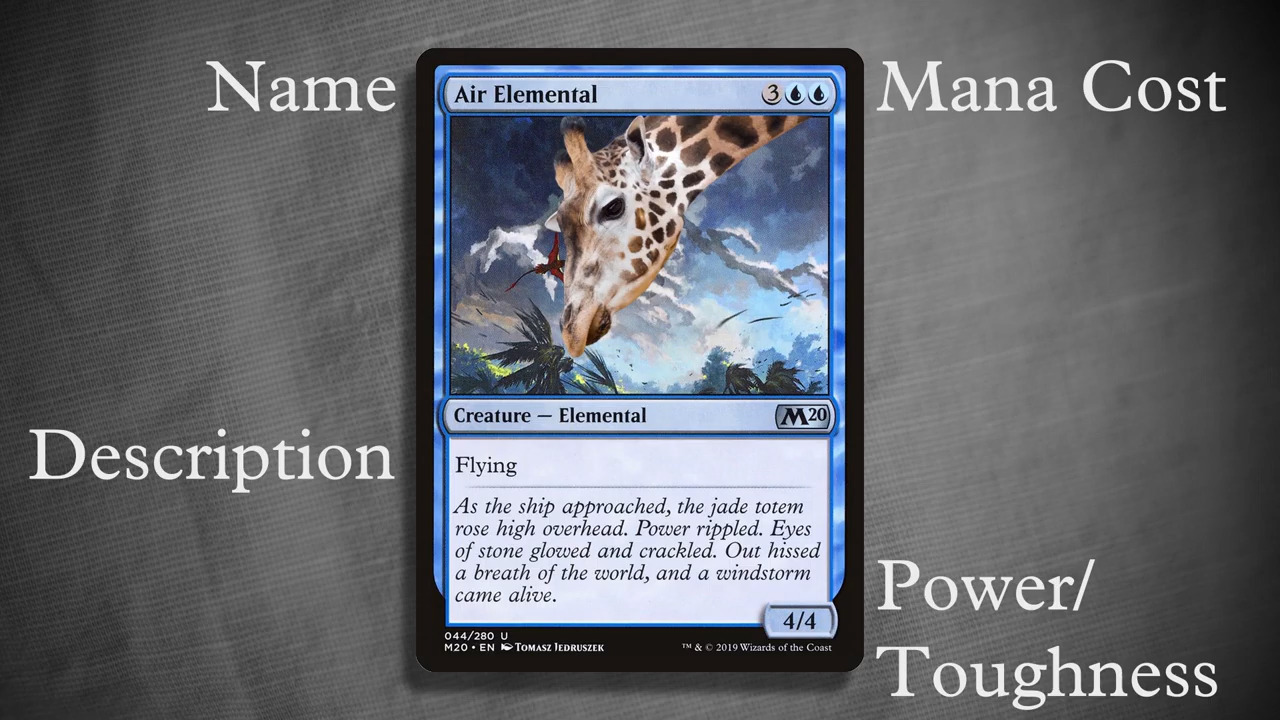 Name
Mana Cost
Air Elemental
3
Creature — Elemental
M20
Description
Flying
As the ship approached, the jade totem
rose high overhead. Power rippled. Eyes
of stone glowed and crackled. Out hissed
a breath of the world, and a windstorm
came alive.
Power/
Toughness
4/4
044/280 U
M20 • EN Tomasz Jedruszek
™ & © 2019 Wizards of the Coast